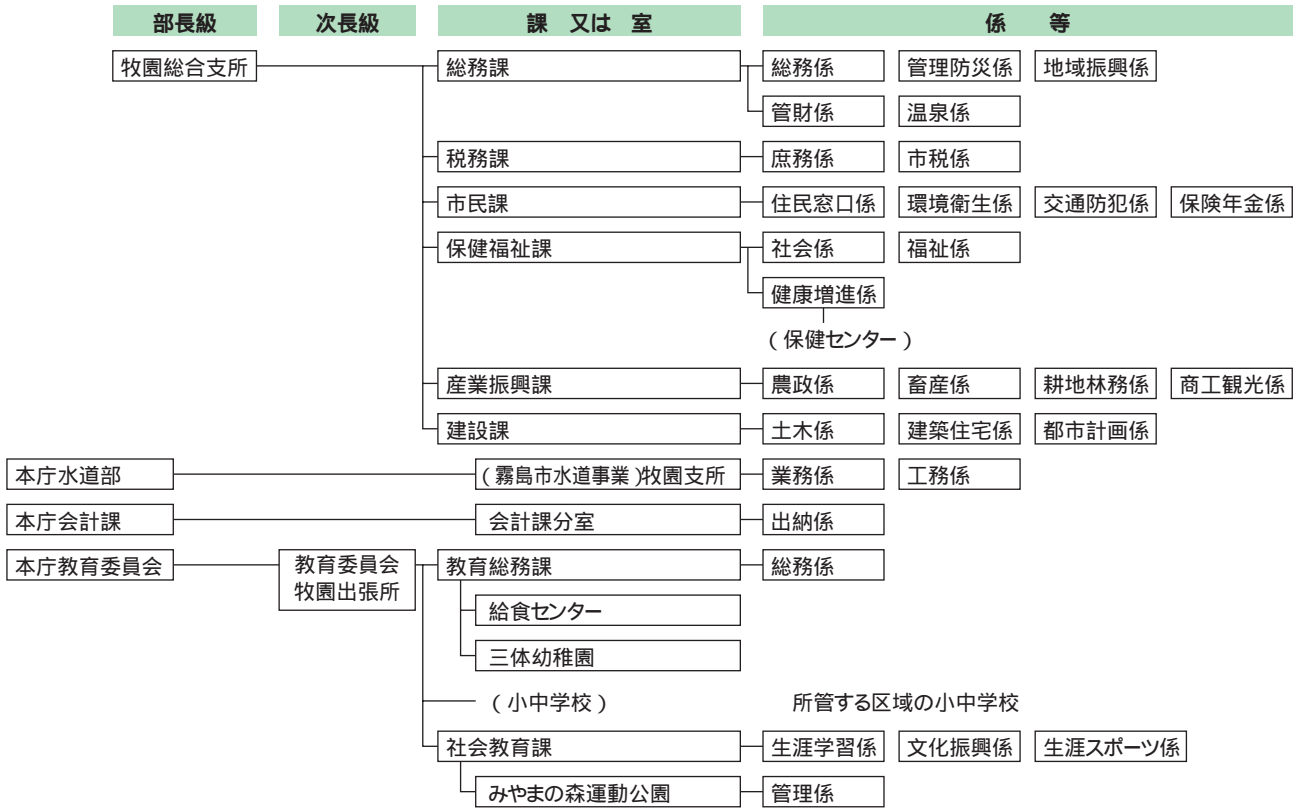 部長級 次長級 課 又は 室 係 等
牧園総合支所 総務課 総務係 管理防災係 地域振興係
管財係 温泉係
税務課 庶務係 市税係
市民課 住民窓口係 環境衛生係 交通防犯係 保険年金係
保健福祉課 社会係 福祉係
健康増進係
(保健センター)
産業振興課 農政係 畜産係 耕地林務係 商工観光係
建設課 土木係 建築住宅係 都市計画係
本庁水道部 (霧島市水道事業)牧園支所 業務係 工務係
本庁会計課 会計課分室 出納係
本庁教育委員会 教育委員会 教育総務課 総務係
牧園出張所
給食センター
三体幼稚園
(小中学校) 所管する区域の小中学校
社会教育課 生涯学習係 文化振興係 生涯スポーツ係
みやまの森運動公園 管理係